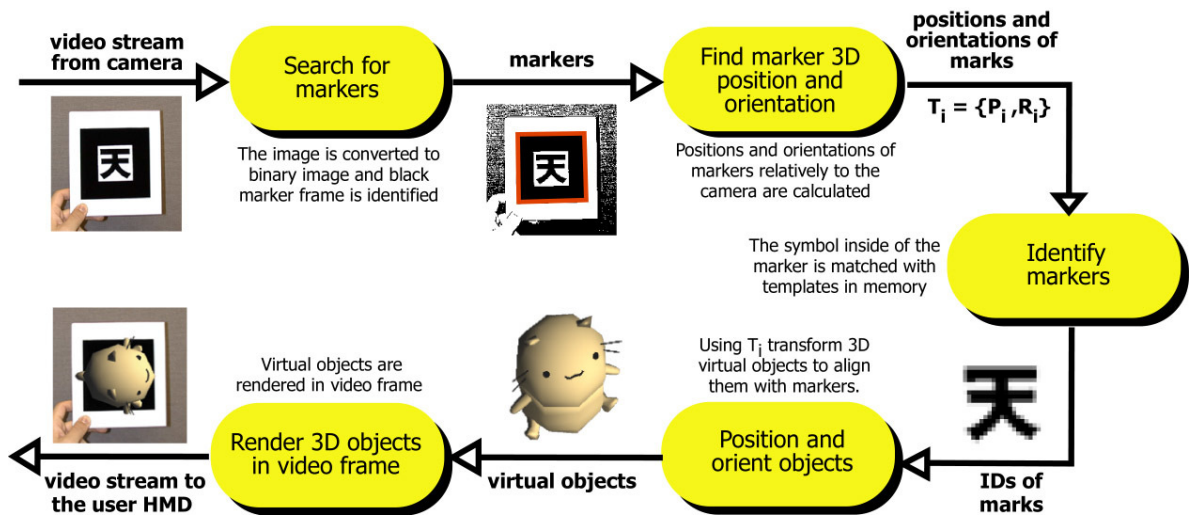 video stream
from camera
Search for
markers
The image is converted to
binary image and black
marker frame is identified
天
markers
天
Find marker 3D
position and
orientation
Positions and orientations of
markers relatively to the
camera are calculated
positions and
orientations of
marks
Ti = {Pi ,Ri}
Identify
markers
The symbol inside of the
marker is matched with
templates in memory
天
IDs of
marks
Using Ti transform 3D
virtual objects to align
them with markers.
Position and
orient objects
virtual objects
Virtual objects are
rendered in video frame
Render 3D objects
in video frame
video stream to
the user HMD